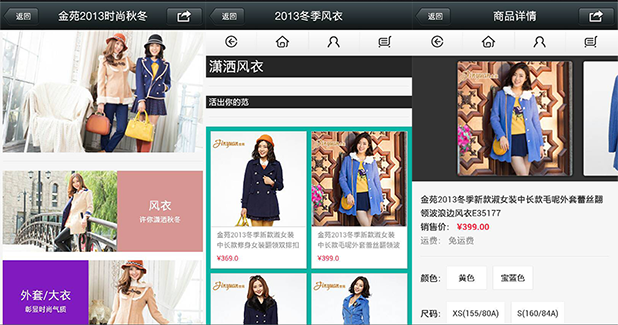 返回
金苑2013时尚秋冬
风衣
许你潇洒秋冬
外套/大衣
彰显时尚气质
返回
2013冬季风衣
潇洒风衣
活出你的范
Jinyuan
金苑2013冬季新款淑女装
中长款修身女装翻领双排扣
¥369.0
Jinyuan
金苑2013冬季新款淑女装
中长款毛呢外套蕾丝翻领波
¥399.0
Jinyuan
Jinyuan
返回
商品详情
Jinyuan
金苑2013冬季新款淑女装中长款毛呢外套蕾丝翻
领波浪边风衣E35177
销售价: ¥399.00
运费: 免运费
颜色: 黄色 宝蓝色
尺码: XS(155/80A) S(160/84A)